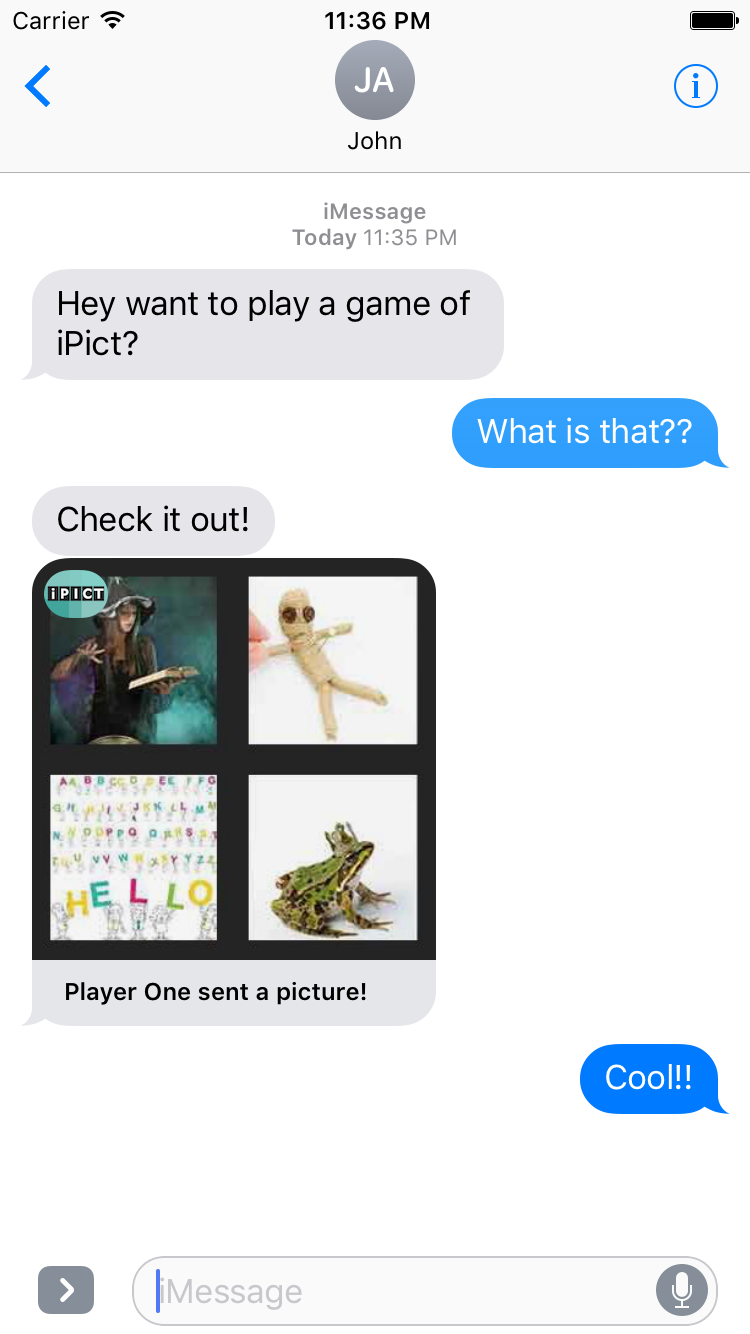 Carrier 11:36 PM
JA
John
iMessage
Today 11:35 PM
Hey want to play a game of
iPict?
What is that??
Check it out!
iPICT
HELLO
Player One sent a picture!
Cool!!
iMessage